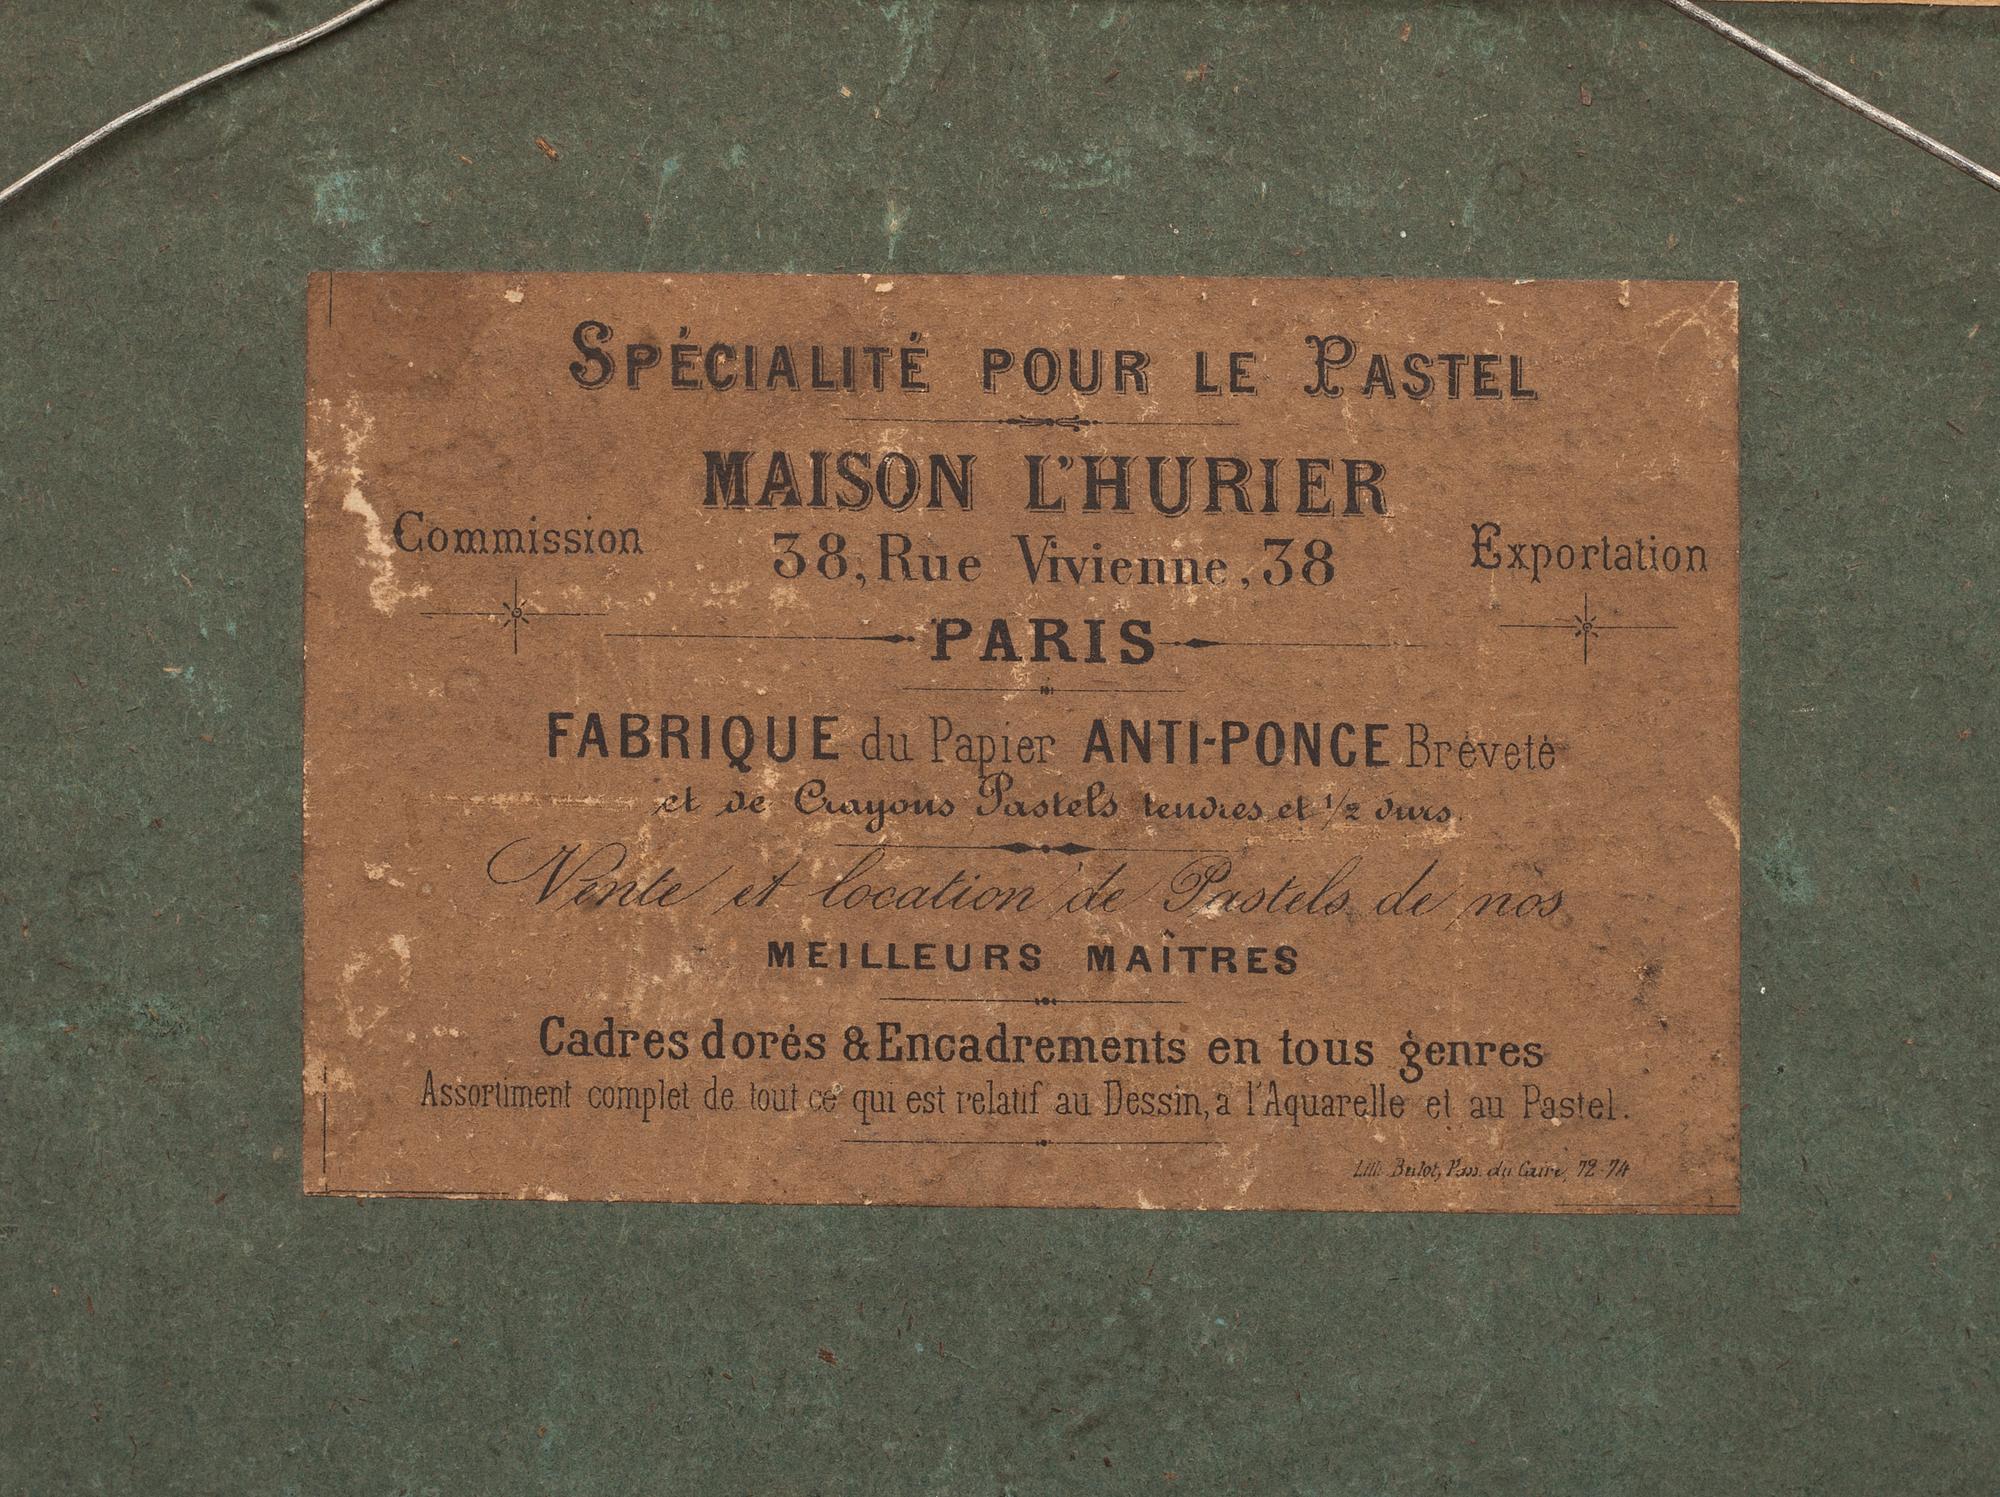 SPÉCIALITÉ POUR LE PASTEL
MAISON L'HURIER
Commission
38, Rue Vivienne, 38
Exportation
PARIS
FABRIQUE du Papier ANTI-PONCE Brèveté
et de Crayons Pastels tendres et 1/2 durs.
Vente et location de Pastels de nos
MEILLEURS MAÎTRES
Cadres dorés & Encadrements en tous genres
Assortiment complet de tout ce qui est relatif au Dessin, à l'Aquarelle et au Pastel.
Lith. Bulot, Pass. du Caire, 72-74